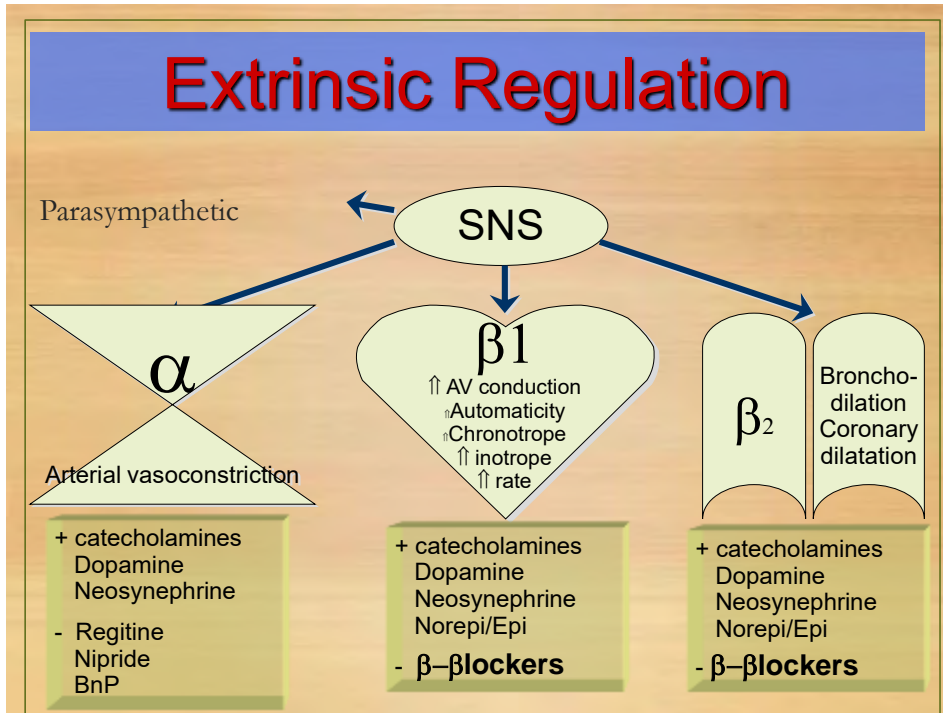 Extrinsic Regulation
Parasympathetic
SNS
α
Arterial vasoconstriction
β1
⇑ AV conduction
⇑Automaticity
⇑Chronotrope
⇑ inotrope
⇑ rate
β2
Broncho-
dilation
Coronary
dilatation
+ catecholamines
Dopamine
Neosynephrine
- Regitine
Nipride
BnP
+ catecholamines
Dopamine
Neosynephrine
Norepi/Epi
- β–βlockers
+ catecholamines
Dopamine
Neosynephrine
Norepi/Epi
- β–βlockers